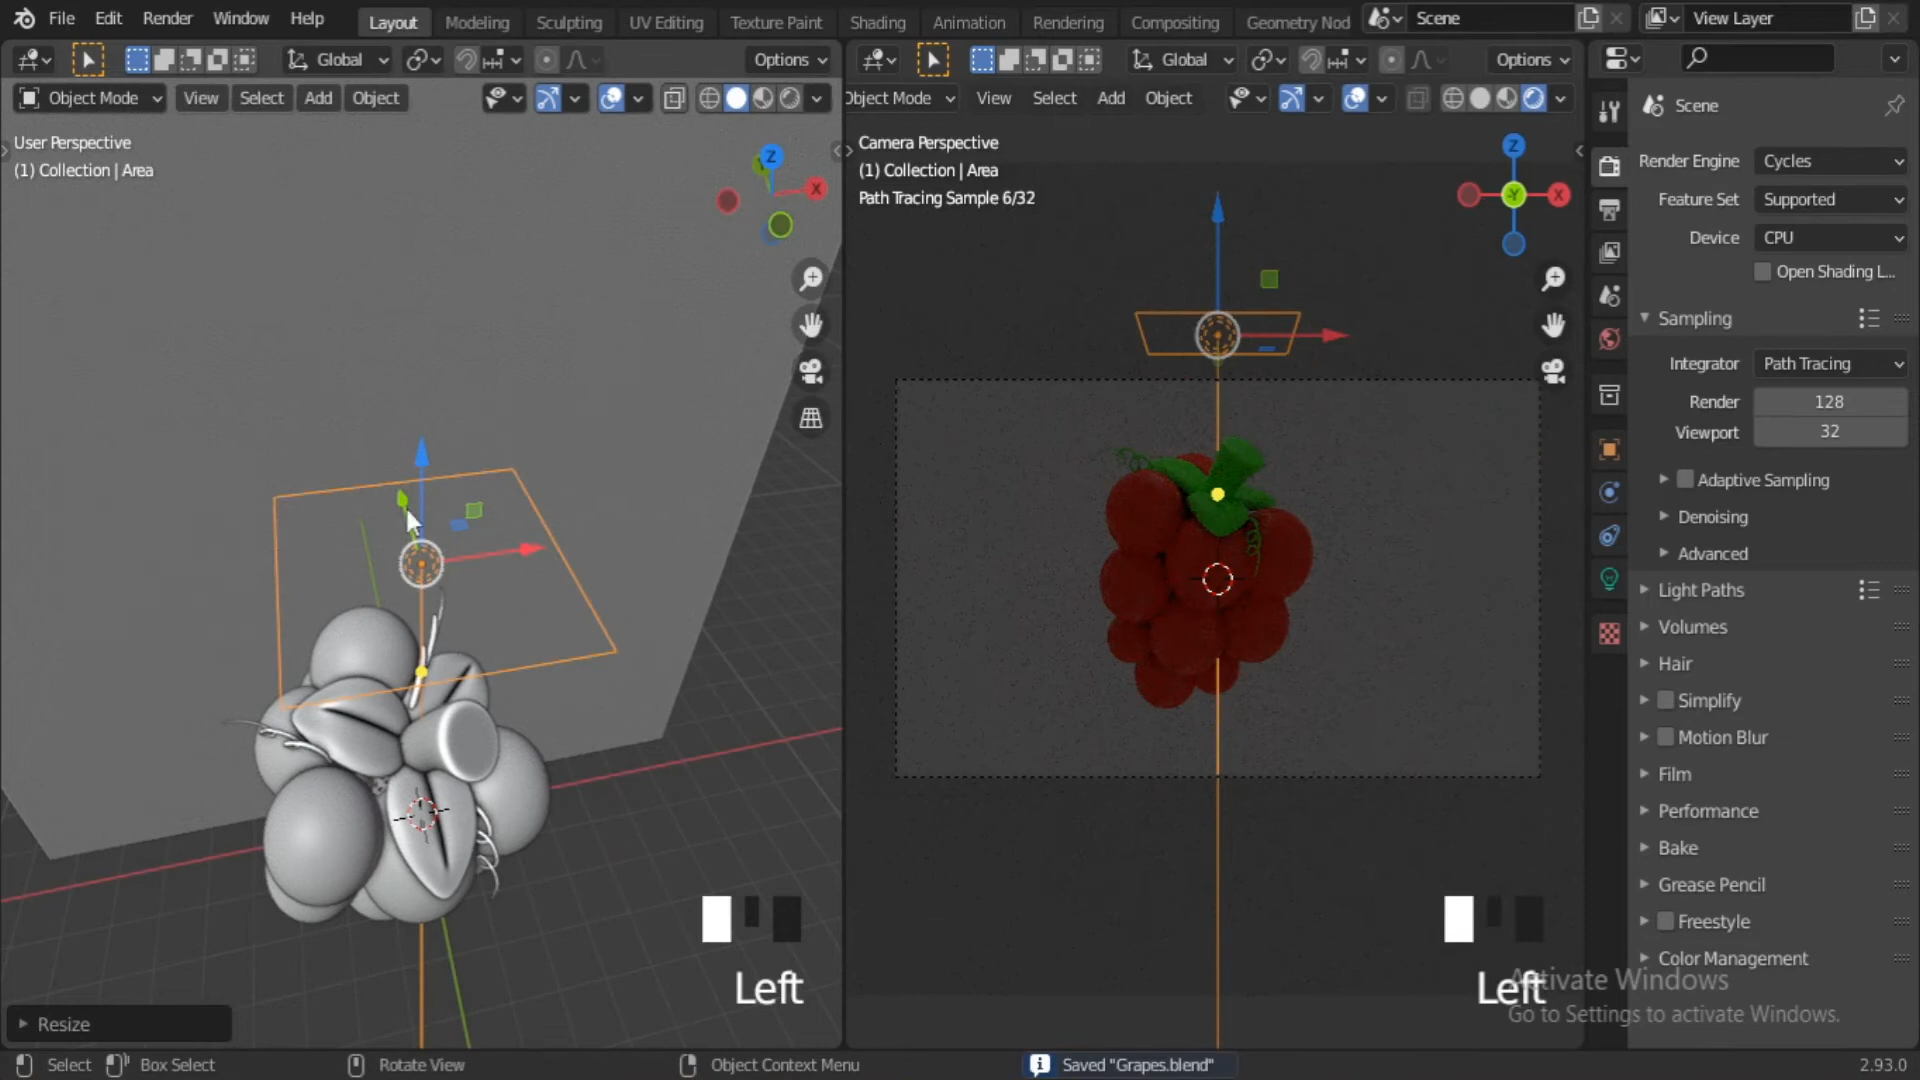 File Edit Render Window Help Layout Modeling Sculpting UV Editing Texture Paint Shading Animation Rendering Compositing Geometry Nod Scene View Layer
Global Options Global Options
Object Mode View Select Add Object bject Mode View Select Add Object Scene
User Perspective
(1) Collection | Area
Z
X
Camera Perspective
(1) Collection | Area
Path Tracing Sample 6/32
Z
Y
X
Render Engine Cycles
Feature Set Supported
Device CPU
Open Shading L...
Sampling
Integrator Path Tracing
Render 128
Viewport 32
Adaptive Sampling
Denoising
Advanced
Light Paths
Volumes
Hair
Simplify
Motion Blur
Film
Performance
Bake
Grease Pencil
Freestyle
Color Management
Left
Left
Activate Windows
Go to Settings to activate Windows.
Resize
Select Box Select Rotate View Object Context Menu Saved "Grapes.blend" 2.93.0